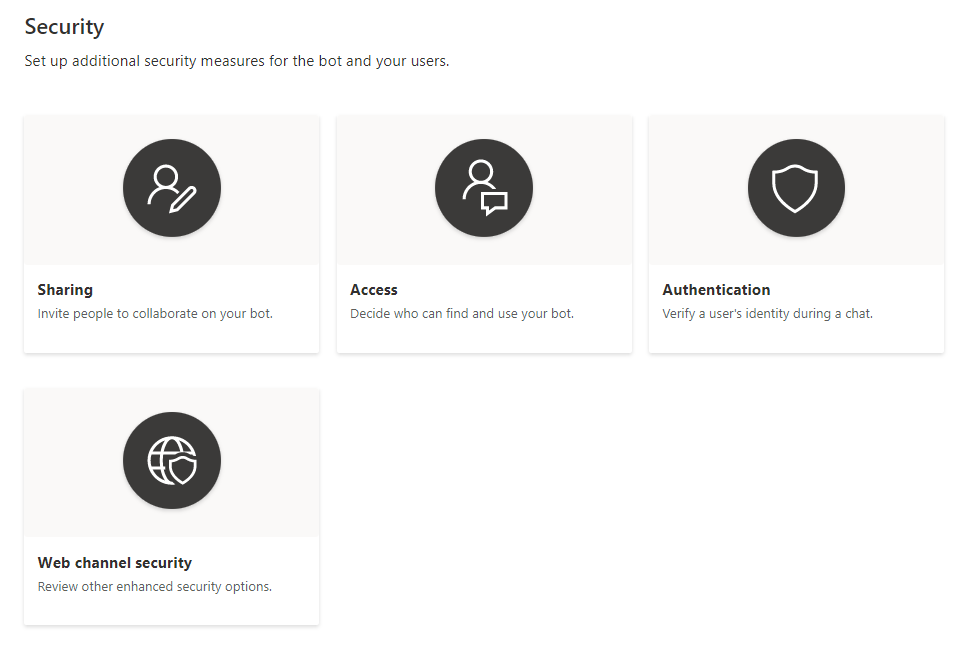 Security
Set up additional security measures for the bot and your users.
Sharing
Invite people to collaborate on your bot.
Access
Decide who can find and use your bot.
Authentication
Verify a user's identity during a chat.
Web channel security
Review other enhanced security options.